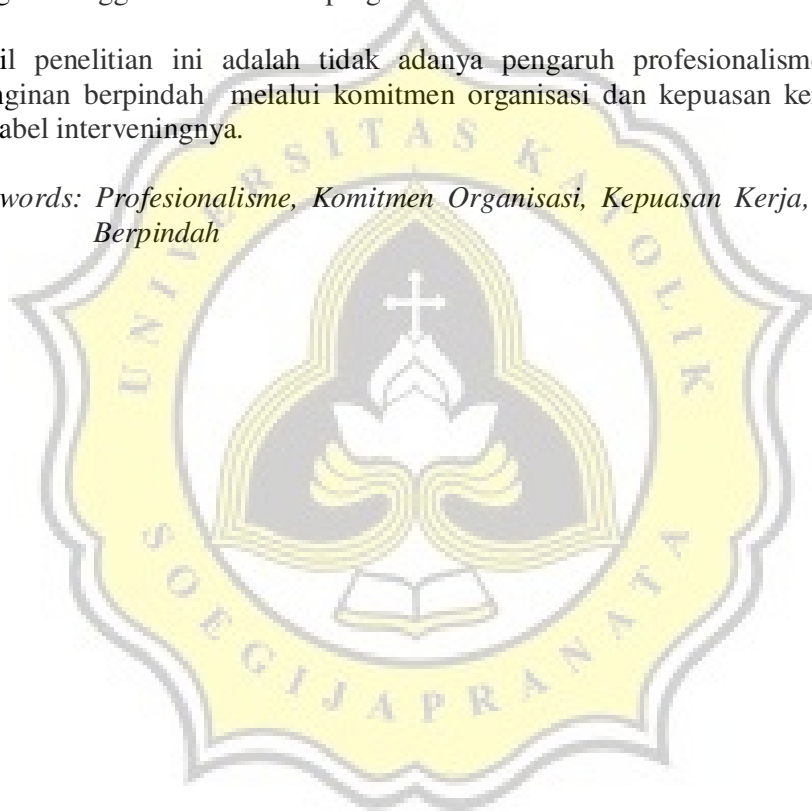 il penelitian ini adalah tidak adanya pengaruh profesionalisme
nginan berpindah melalui komitmen organisasi dan kepuasan ke
abel interveningnya.
words: Profesionalisme, Komitmen Organisasi, Kepuasan Kerja,
Berpindah
UNIVERSITAS KATOLIK
SOEGIJAPRANATA